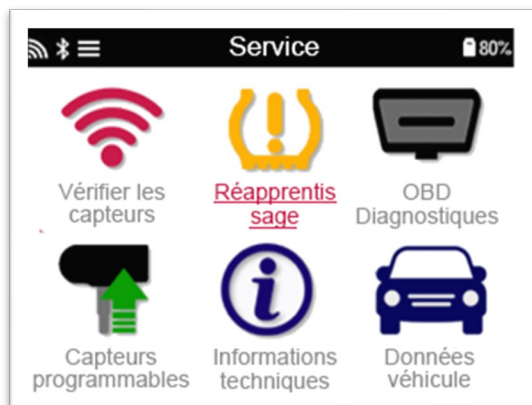 Service
80%
Vérifier les
capteurs
Réapprentis
sage
OBD
Diagnostiques
Capteurs
programmables
Informations
techniques
Données
véhicule